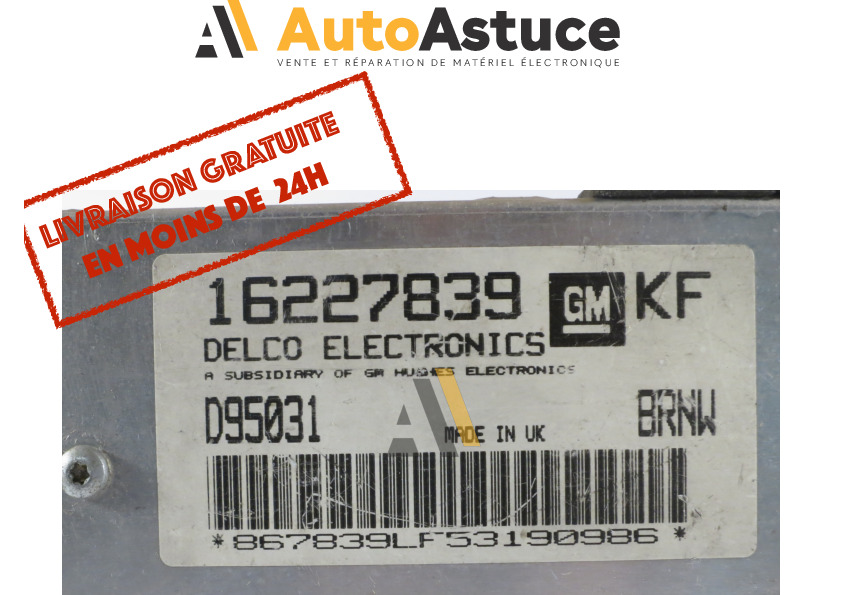 AutoAstuce
VENTE ET RÉPARATION DE MATÉRIEL ÉLECTRONIQUE
LIVRAISON GRATUITE
EN MOINS DE 24H
16227839 GM KF
DELCO ELECTRONICS
A SUBSIDIARY OF GM HUGHES ELECTRONICS
D95031 MADE IN UK BRNW
*867839LF53190986*